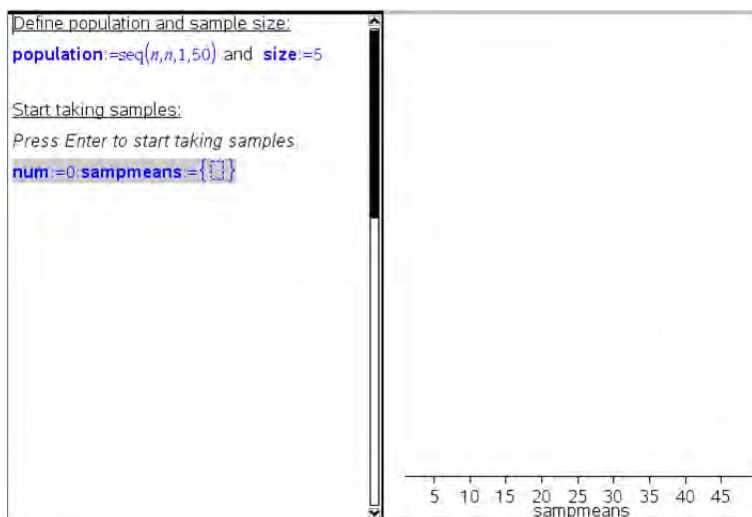 Define population and sample size:
population:=seq(n,n,1,50) and size:=5
Start taking samples:
Press Enter to start taking samples.
num:=0:sampmeans:={}
5 10 15 20 25 30 35 40 45
sampmeans